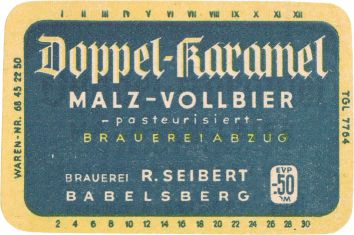 I II III IV V VI VII VIII IX X XI XII
Doppel-Karamel
MALZ-VOLLBIER
-pasteurisiert-
BRAUEREIABZUG
BRAUEREI R. SEIBERT
BABELSBERG
EVP
-.50
M
WAREN-NR. 68 45 22 50
TGL 7764
2 4 6 8 10 12 14 16 18 20 22 24 26 28 30